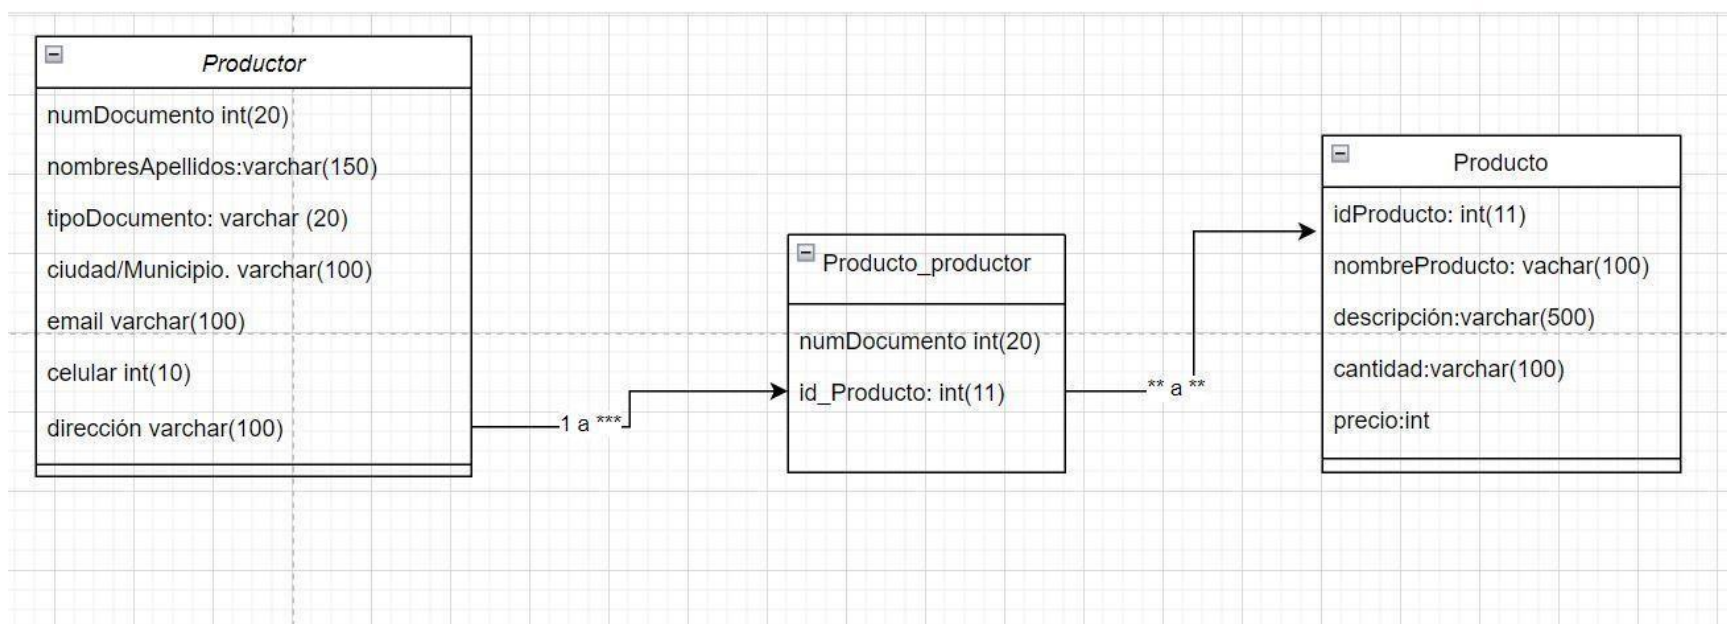 Productor
numDocumento int(20)
nombresApellidos:varchar(150)
tipoDocumento: varchar (20)
ciudad/Municipio. varchar(100)
email varchar(100)
celular int(10)
dirección varchar(100)
1 a ***
Producto_productor
numDocumento int(20)
id_Producto: int(11)
** a **
Producto
idProducto: int(11)
nombreProducto: vachar(100)
descripción:varchar(500)
cantidad:varchar(100)
precio:int